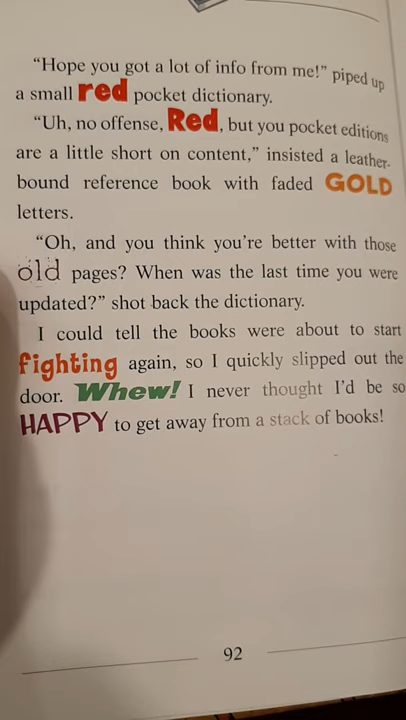 “Hope you got a lot of info from me!” piped up
a small red pocket dictionary.
“Uh, no offense, Red, but you pocket editions
are a little short on content,” insisted a leather-
bound reference book with faded GOLD
letters.
“Oh, and you think you’re better with those
old pages? When was the last time you were
updated?” shot back the dictionary.
I could tell the books were about to start
fighting again, so I quickly slipped out the
door. Whew! I never thought I’d be so
HAPPY to get away from a stack of books!
92